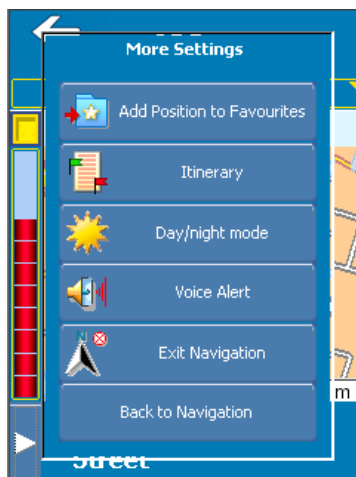 More Settings
Add Position to Favourites
Itinerary
Day/night mode
Voice Alert
N
Exit Navigation
m
Back to Navigation
Street